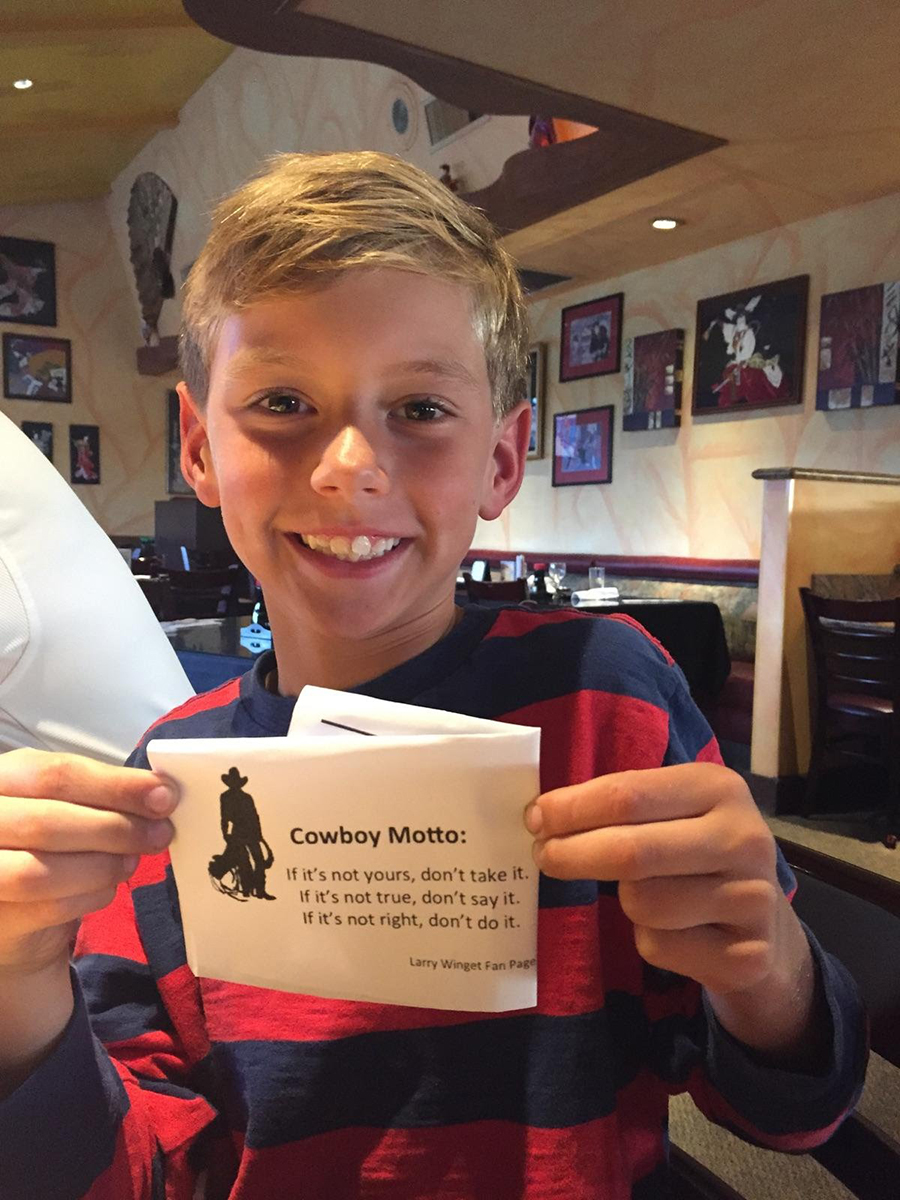 Cowboy Motto:
If it's not yours, don't take it.
If it's not true, don't say it.
If it's not right, don't do it.
Larry Winget Fan Page